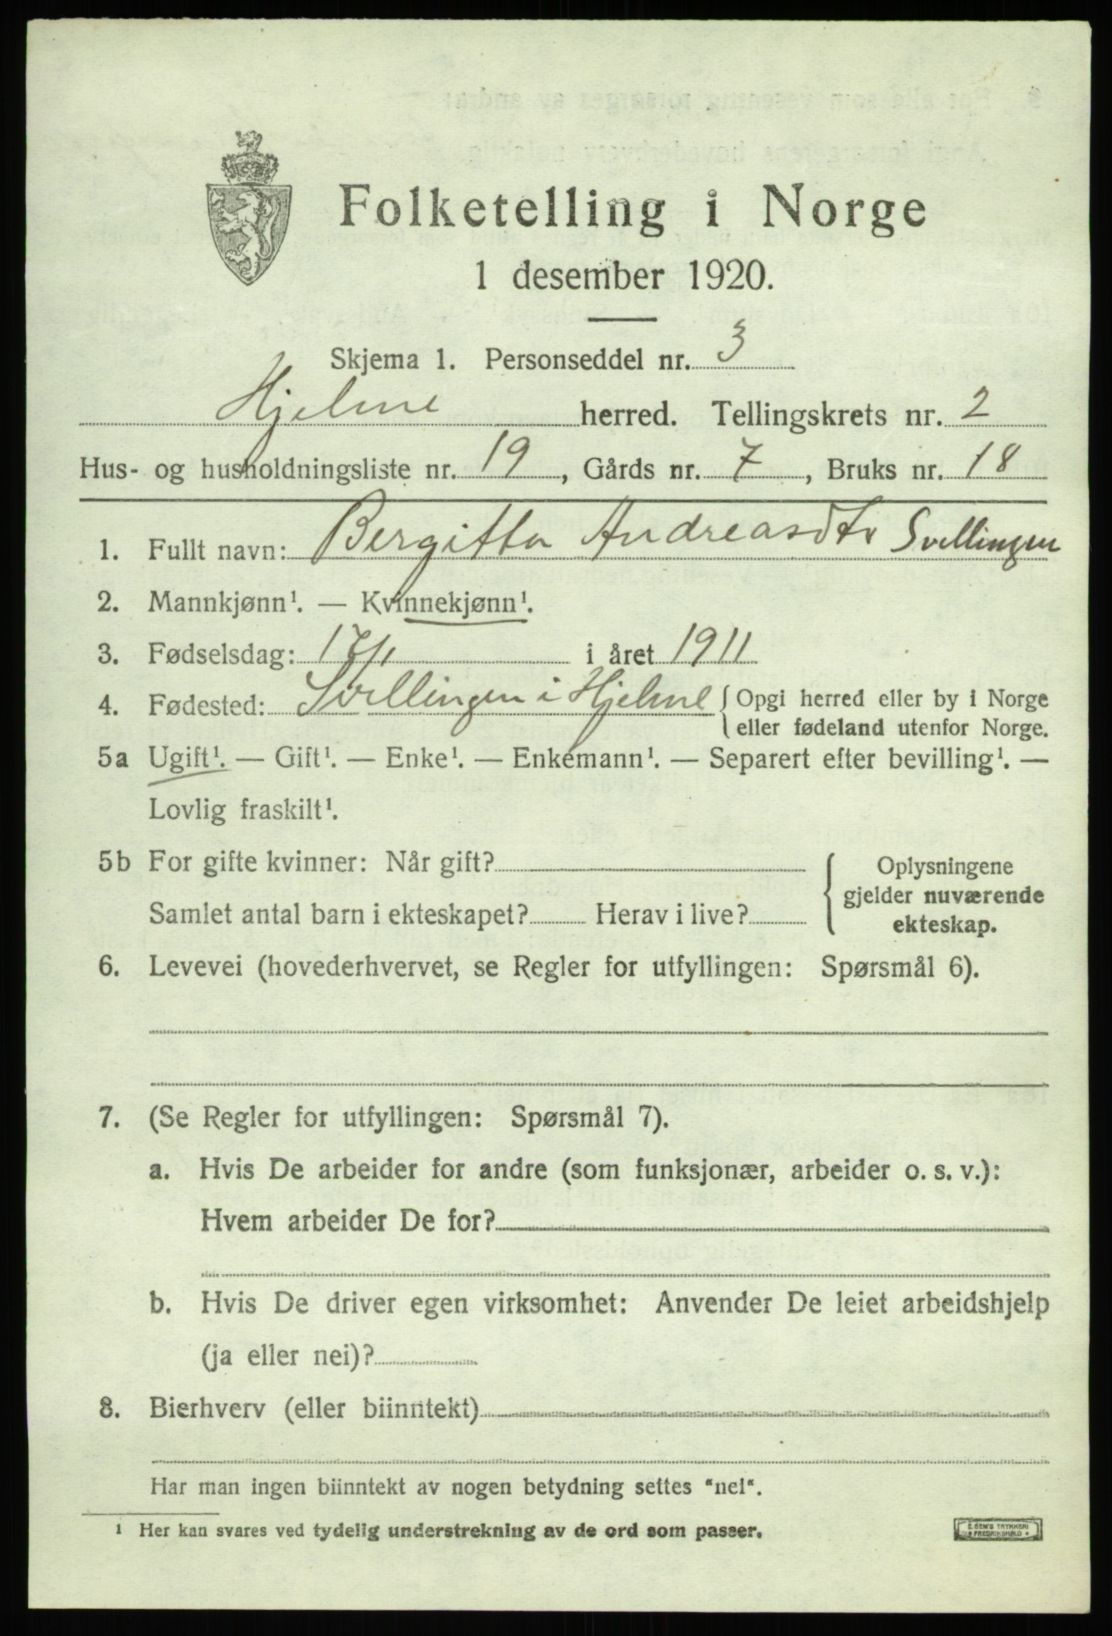 Folketelling i Norge
1 desember 1920.
Skjema 1. Personseddel nr. 3
Hjelme herred. Tellingskrets nr. 2
Hus- og husholdningsliste nr. 19, Gårds nr. 7, Bruks nr. 18
1. Fullt navn: Bergitta Andreasdtr Svellingen
2. Mannkjønn¹. — Kvinnekjønn¹.
3. Fødselsdag: 17/1 i året 1911
4. Fødested: Svellingen i Hjelme { Opgi herred eller by i Norge
eller fødeland utenfor Norge.
5a Ugift¹. — Gift¹. — Enke¹. — Enkemann¹. — Separert efter bevilling¹. —
Lovlig fraskilt¹.
5b For gifte kvinner: Når gift?
Samlet antal barn i ekteskapet? Herav i live?
Oplysningene
gjelder nuværende
ekteskap.
6. Levevei (hovederhvervet, se Regler for utfyllingen: Spørsmål 6).
7. (Se Regler for utfyllingen: Spørsmål 7).
a. Hvis De arbeider for andre (som funksjonær, arbeider o. s. v.):
Hvem arbeider De for?
b. Hvis De driver egen virksomhet: Anvender De leiet arbeidshjelp
(ja eller nei)?
8. Bierhverv (eller biinntekt)
Har man ingen biinntekt av nogen betydning settes "nei".
¹ Her kan svares ved tydelig understrekning av de ord som passer.